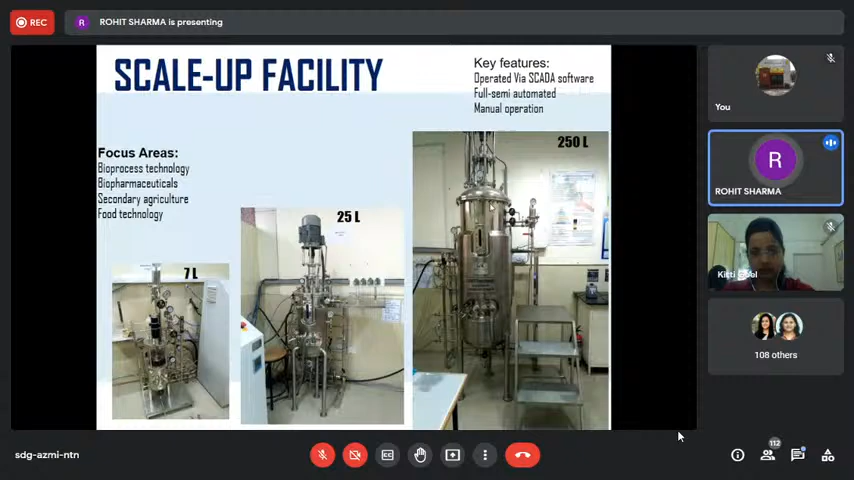 REC
R
ROHIT SHARMA is presenting
SCALE-UP FACILITY
Key features:
Operated Via SCADA software
Full-semi automated
Manual operation
Focus Areas:
Bioprocess technology
Biopharmaceuticals
Secondary agriculture
Food technology
7 L
25 L
250 L
You
R
ROHIT SHARMA
108 others
sdg-azmi-ntn
CC
112